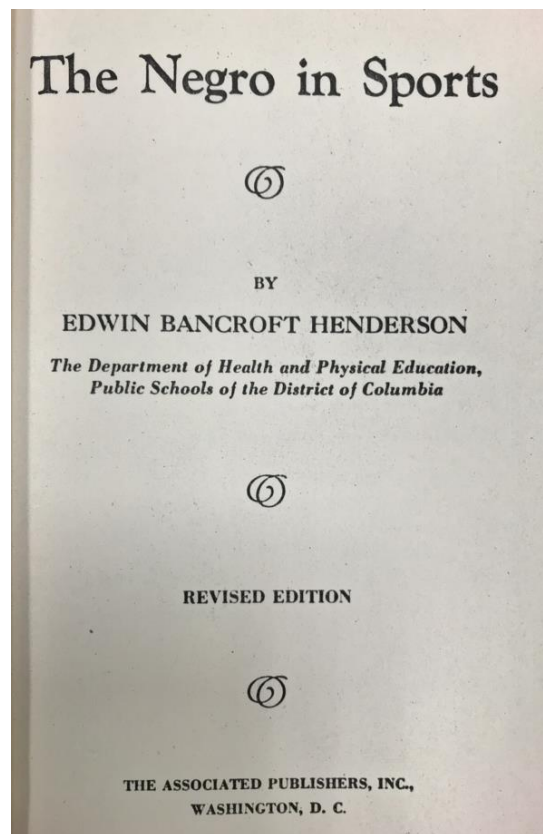 The Negro in Sports
BY
EDWIN BANCROFT HENDERSON
The Department of Health and Physical Education,
Public Schools of the District of Columbia
REVISED EDITION
THE ASSOCIATED PUBLISHERS, INC.,
WASHINGTON, D. C.